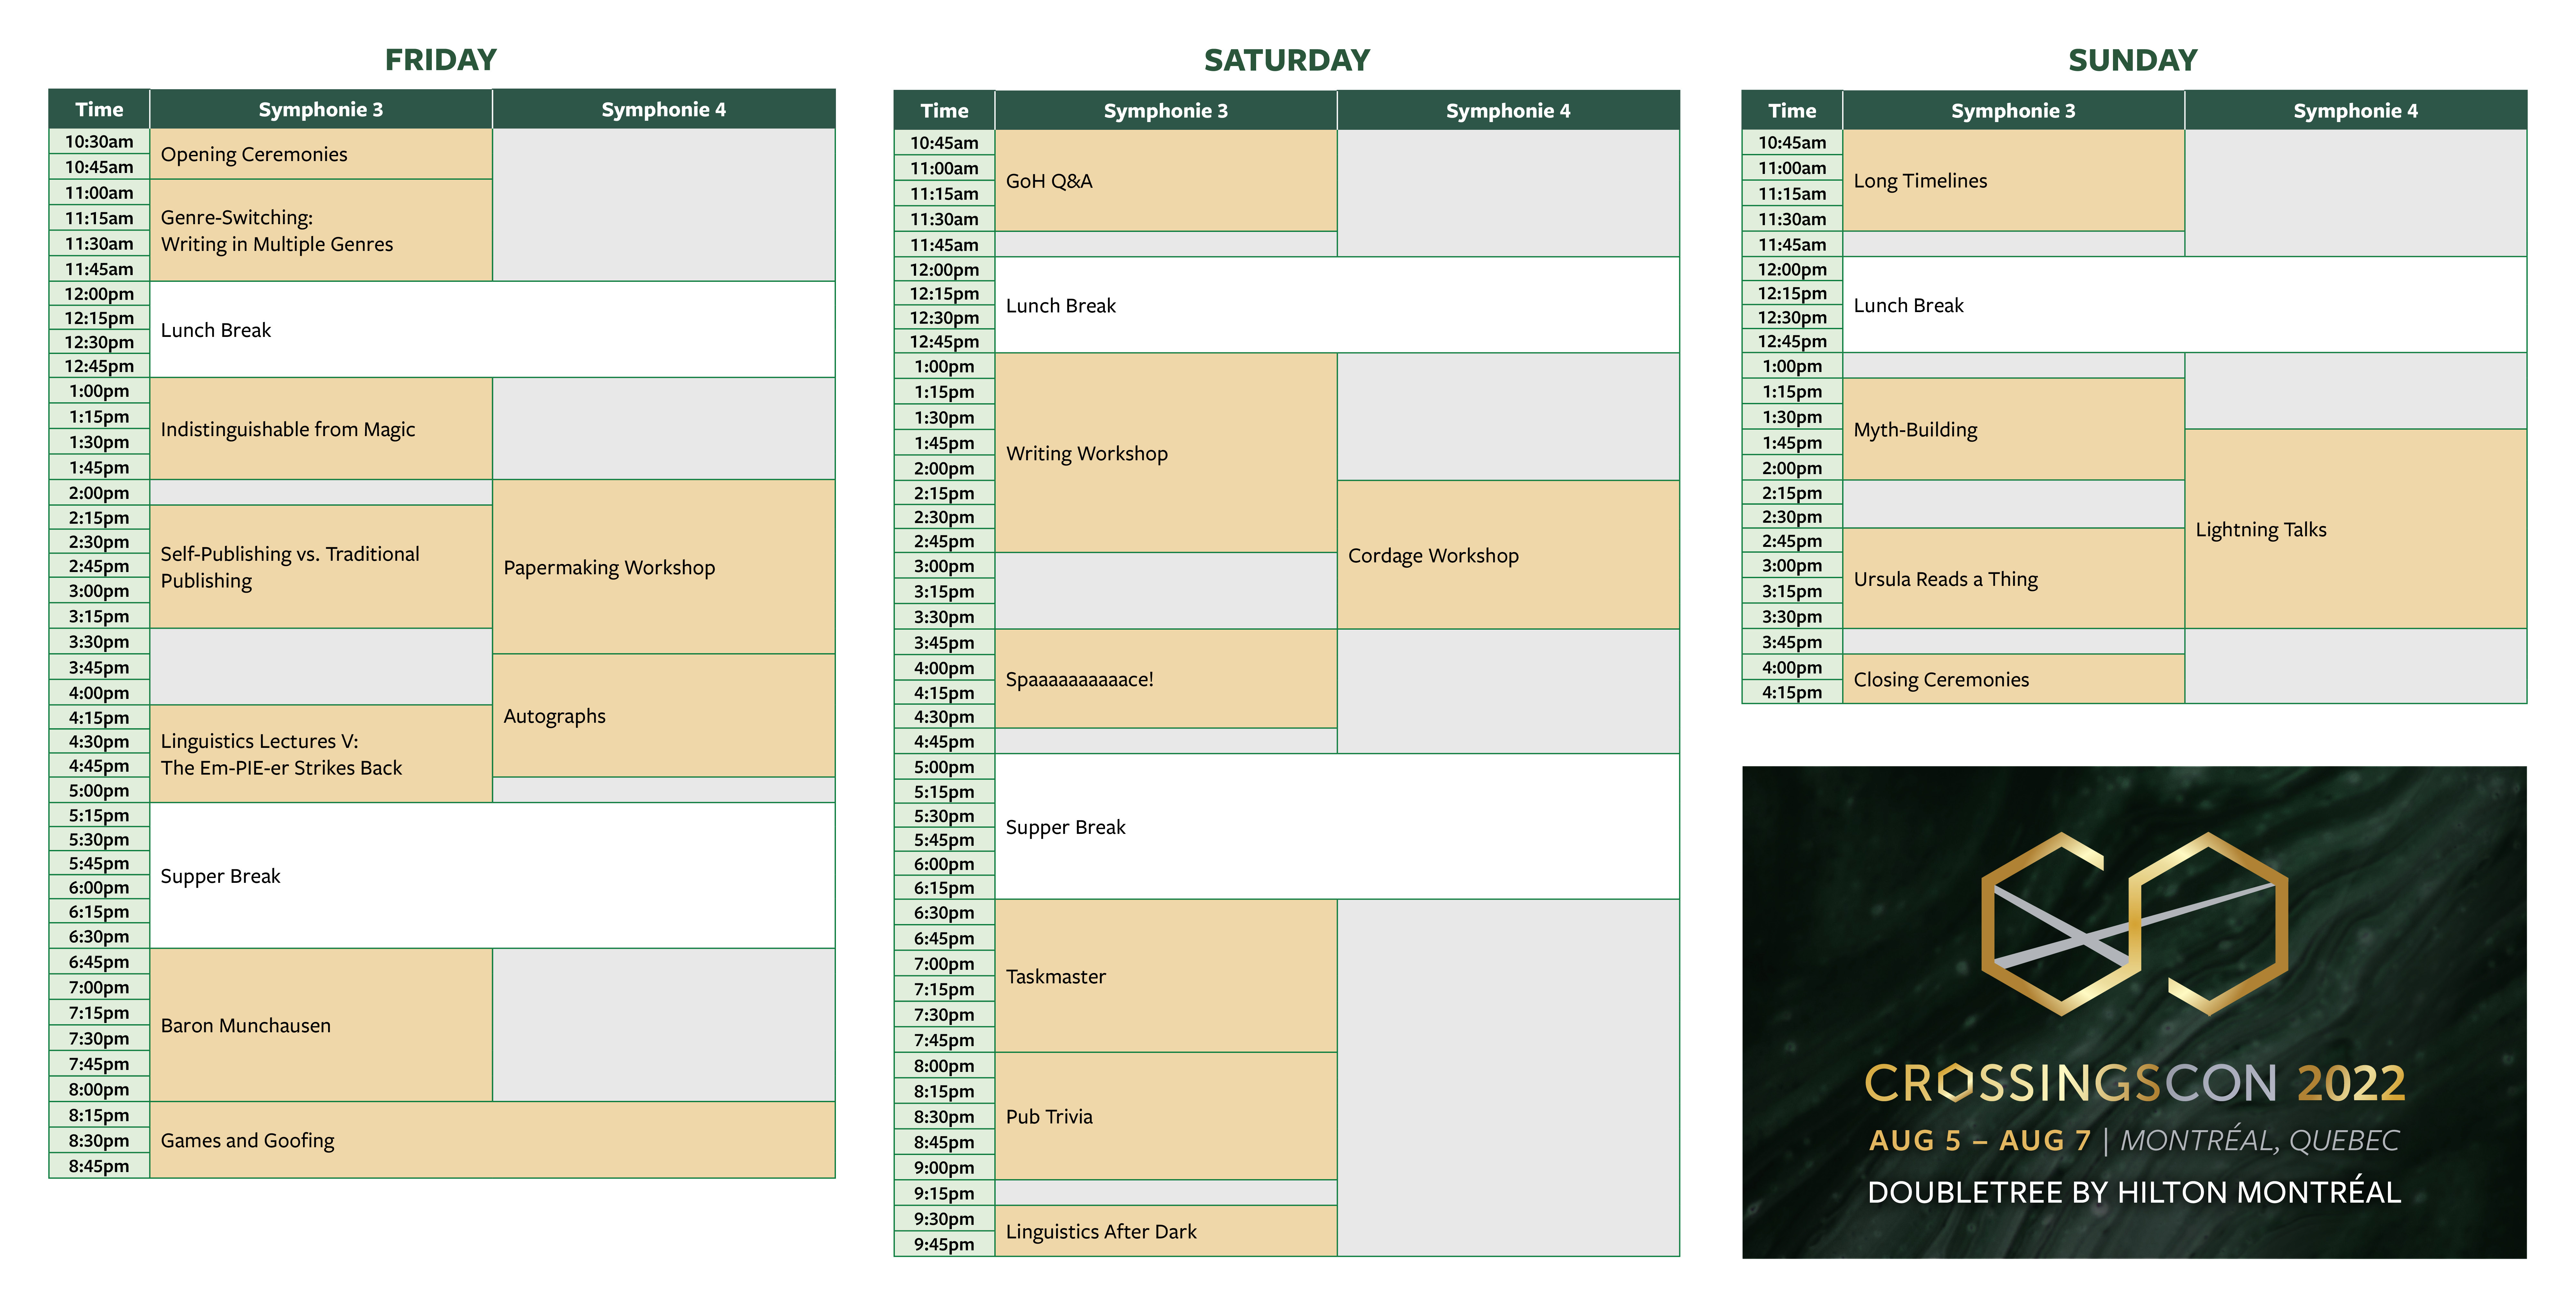 FRIDAY
Time Symphonie 3 Symphonie 4
10:30am
Opening Ceremonies
10:45am
11:00am
11:15am
Genre-Switching:
Writing in Multiple Genres
11:30am
11:45am
12:00pm
12:15pm
Lunch Break
12:30pm
12:45pm
1:00pm
1:15pm
Indistinguishable from Magic
1:30pm
1:45pm
2:00pm
2:15pm
2:30pm
Self-Publishing vs. Traditional
Publishing
Papermaking Workshop
2:45pm
3:00pm
3:15pm
3:30pm
3:45pm
4:00pm
Autographs
4:15pm
4:30pm
Linguistics Lectures V:
The Em-PIE-er Strikes Back
4:45pm
5:00pm
5:15pm
5:30pm
5:45pm
Supper Break
6:00pm
6:15pm
6:30pm
6:45pm
7:00pm
7:15pm
Baron Munchausen
7:30pm
7:45pm
8:00pm
8:15pm
8:30pm
Games and Goofing
8:45pm
SATURDAY
Time Symphonie 3 Symphonie 4
10:45am
11:00am
GoH Q&A
11:15am
11:30am
11:45am
12:00pm
12:15pm
Lunch Break
12:30pm
12:45pm
1:00pm
1:15pm
1:30pm
1:45pm
Writing Workshop
2:00pm
2:15pm
2:30pm
2:45pm
Cordage Workshop
3:00pm
3:15pm
3:30pm
3:45pm
4:00pm
Spaaaaaaaaaace!
4:15pm
4:30pm
4:45pm
5:00pm
5:15pm
5:30pm
Supper Break
5:45pm
6:00pm
6:15pm
6:30pm
6:45pm
7:00pm
Taskmaster
7:15pm
7:30pm
7:45pm
8:00pm
8:15pm
8:30pm
Pub Trivia
8:45pm
9:00pm
9:15pm
9:30pm
Linguistics After Dark
9:45pm
SUNDAY
Time Symphonie 3 Symphonie 4
10:45am
11:00am
Long Timelines
11:15am
11:30am
11:45am
12:00pm
12:15pm
Lunch Break
12:30pm
12:45pm
1:00pm
1:15pm
1:30pm
Myth-Building
1:45pm
2:00pm
2:15pm
2:30pm
Lightning Talks
2:45pm
3:00pm
Ursula Reads a Thing
3:15pm
3:30pm
3:45pm
4:00pm
Closing Ceremonies
4:15pm
CROSSINGSCON 2022
AUG 5 – AUG 7 | MONTRÉAL, QUEBEC
DOUBLETREE BY HILTON MONTRÉAL